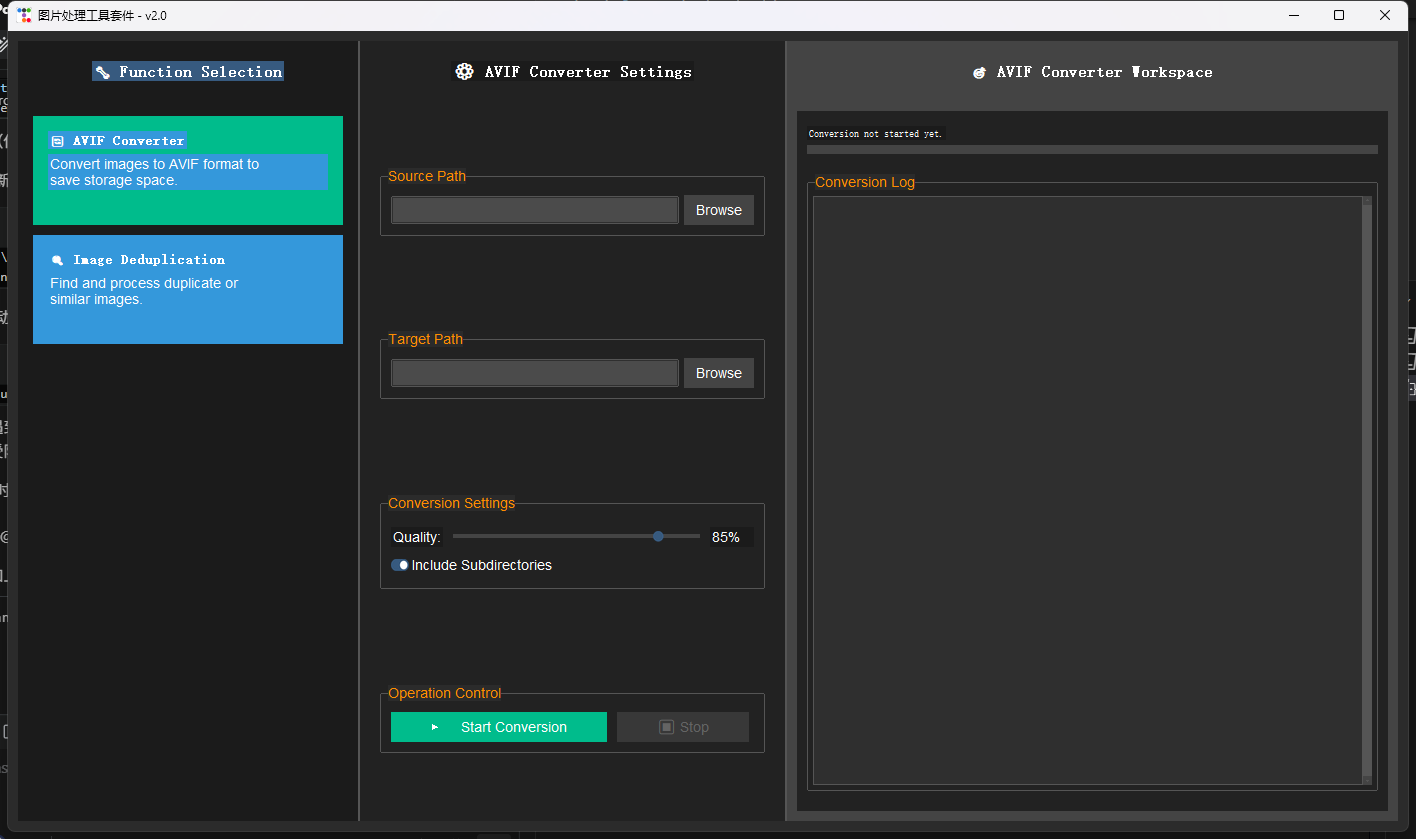 图片处理工具套件 - v2.0
Function Selection
AVIF Converter
Convert images to AVIF format to
save storage space.
Image Deduplication
Find and process duplicate or
similar images.
AVIF Converter Settings
Source Path
Browse
Target Path
Browse
Conversion Settings
Quality:
85%
Include Subdirectories
Operation Control
Start Conversion
Stop
AVIF Converter Workspace
Conversion not started yet.
Conversion Log